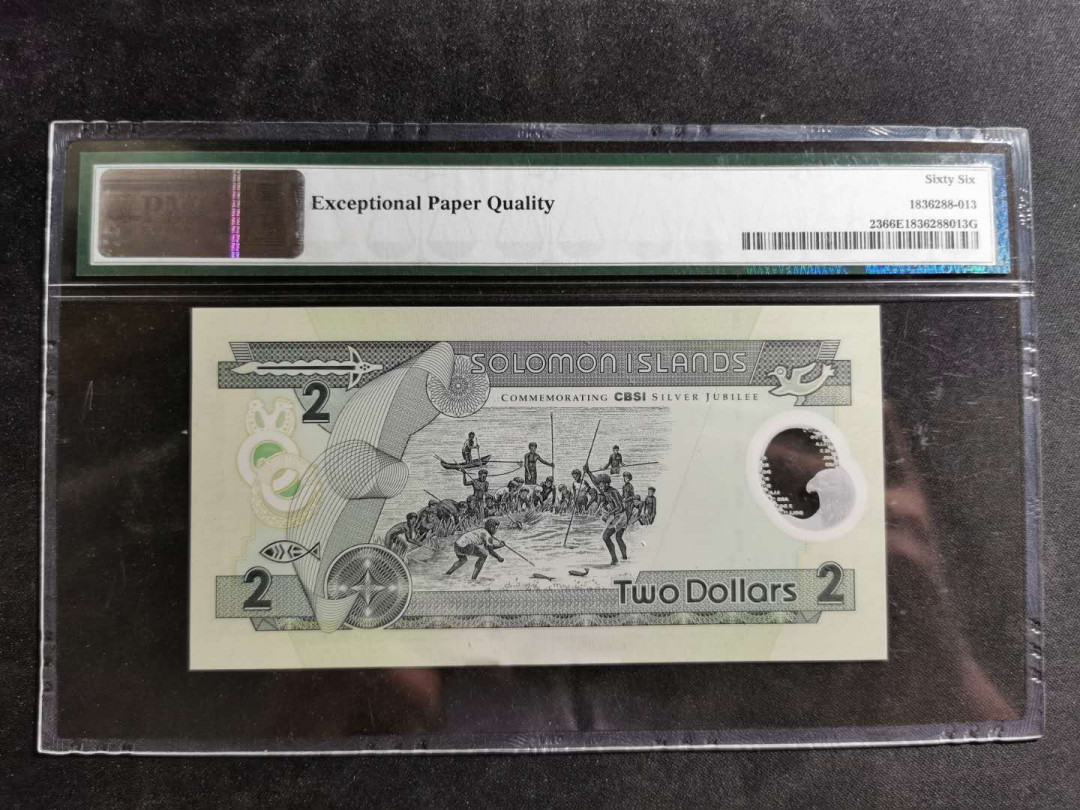 Sixty Six
Exceptional Paper Quality
1836288-013
2366E1836288013G
SOLOMON ISLANDS
COMMEMORATING CBSI SILVER JUBILEE
2
2
Two Dollars 2